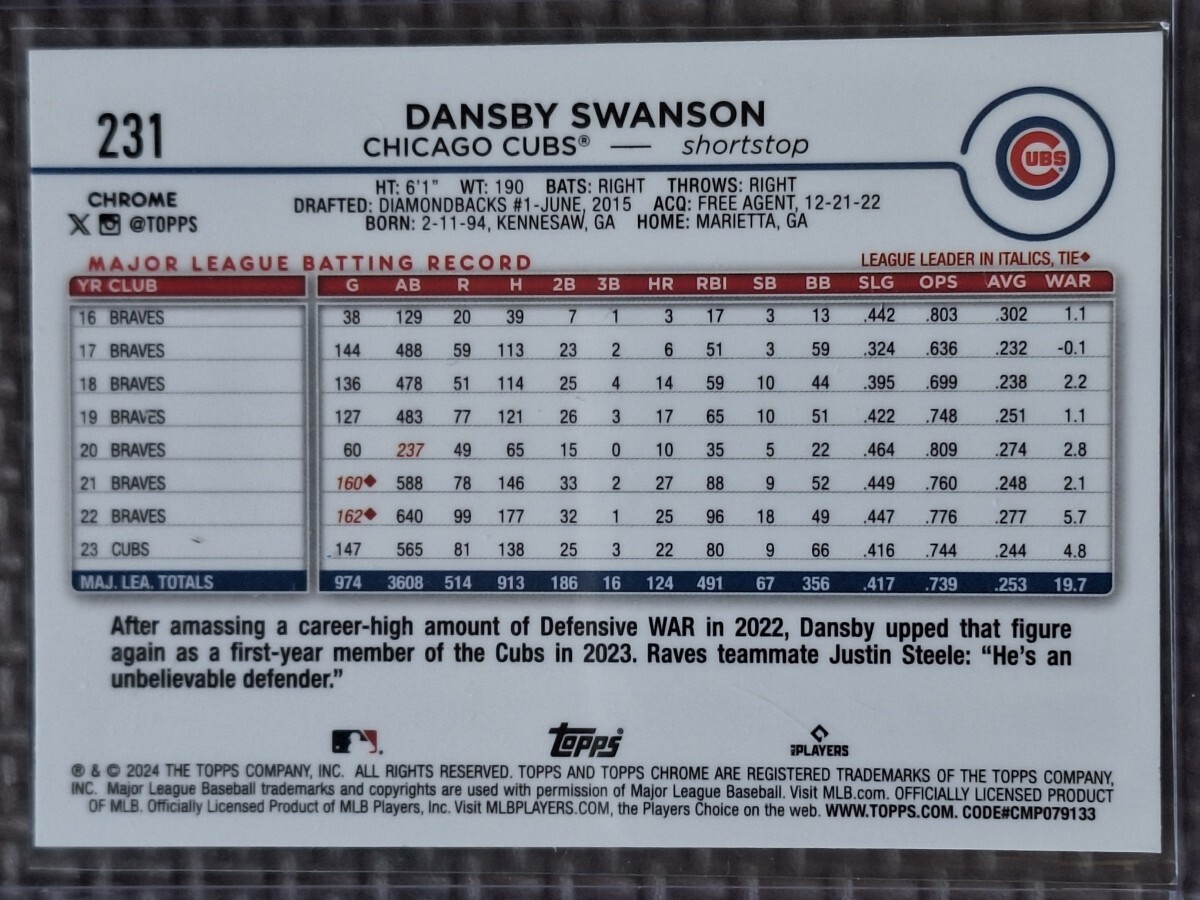 231
DANSBY SWANSON
CHICAGO CUBS® — shortstop
CUBS
CHROME
@TOPPS
HT: 6'1" WT: 190 BATS: RIGHT THROWS: RIGHT
DRAFTED: DIAMONDBACKS #1-JUNE, 2015 ACQ: FREE AGENT, 12-21-22
BORN: 2-11-94, KENNESAW, GA HOME: MARIETTA, GA
MAJOR LEAGUE BATTING RECORD LEAGUE LEADER IN ITALICS, TIE◆
YR CLUB G AB R H 2B 3B HR RBI SB BB SLG OPS AVG WAR
16 BRAVES 38 129 20 39 7 1 3 17 3 13 .442 .803 .302 1.1
17 BRAVES 144 488 59 113 23 2 6 51 3 59 .324 .636 .232 -0.1
18 BRAVES 136 478 51 114 25 4 14 59 10 44 .395 .699 .238 2.2
19 BRAVES 127 483 77 121 26 3 17 65 10 51 .422 .748 .251 1.1
20 BRAVES 60 237 49 65 15 0 10 35 5 22 .464 .809 .274 2.8
21 BRAVES 160◆ 588 78 146 33 2 27 88 9 52 .449 .760 .248 2.1
22 BRAVES 162◆ 640 99 177 32 1 25 96 18 49 .447 .776 .277 5.7
23 CUBS 147 565 81 138 25 3 22 80 9 66 .416 .744 .244 4.8
MAJ. LEA. TOTALS 974 3608 514 913 186 16 124 491 67 356 .417 .739 .253 19.7
After amassing a career-high amount of Defensive WAR in 2022, Dansby upped that figure
again as a first-year member of the Cubs in 2023. Raves teammate Justin Steele: “He's an
unbelievable defender.”
Topps
PLAYERS
® & © 2024 THE TOPPS COMPANY, INC. ALL RIGHTS RESERVED. TOPPS AND TOPPS CHROME ARE REGISTERED TRADEMARKS OF THE TOPPS COMPANY,
INC. Major League Baseball trademarks and copyrights are used with permission of Major League Baseball. Visit MLB.com. OFFICIALLY LICENSED PRODUCT
OF MLB. Officially Licensed Product of MLB Players, Inc. Visit MLBPLAYERS.COM, the Players Choice on the web. WWW.TOPPS.COM. CODE#CMP079133